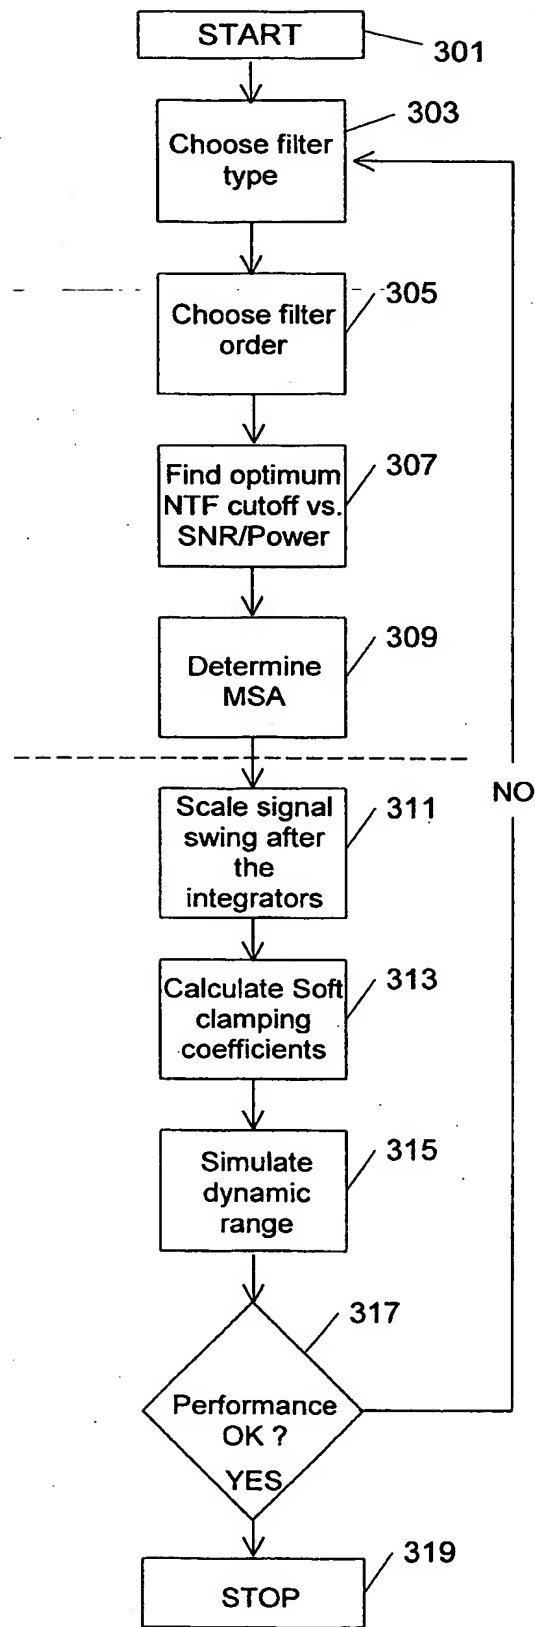 START
301
303
Choose filter
type
305
Choose filter
order
307
Find optimum
NTF cutoff vs.
SNR/Power
309
Determine
MSA
NO
311
Scale signal
swing after
the
integrators
313
Calculate Soft
clamping
coefficients
315
Simulate
dynamic
range
317
Performance
OK ?
YES
319
STOP